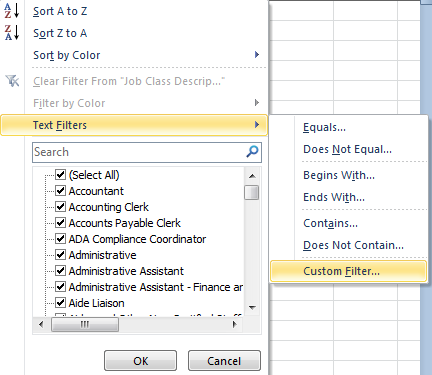 Sort A to Z
Sort Z to A
Sort by Color
Clear Filter From "Job Class Descrip..."
Filter by Color
Text Filters
Search
(Select All)
Accountant
Accounting Clerk
Accounts Payable Clerk
ADA Compliance Coordinator
Administrative
Administrative Assistant
Administrative Assistant - Finance an
Aide Liaison
OK
Cancel
Equals...
Does Not Equal...
Begins With...
Ends With...
Contains...
Does Not Contain...
Custom Filter...